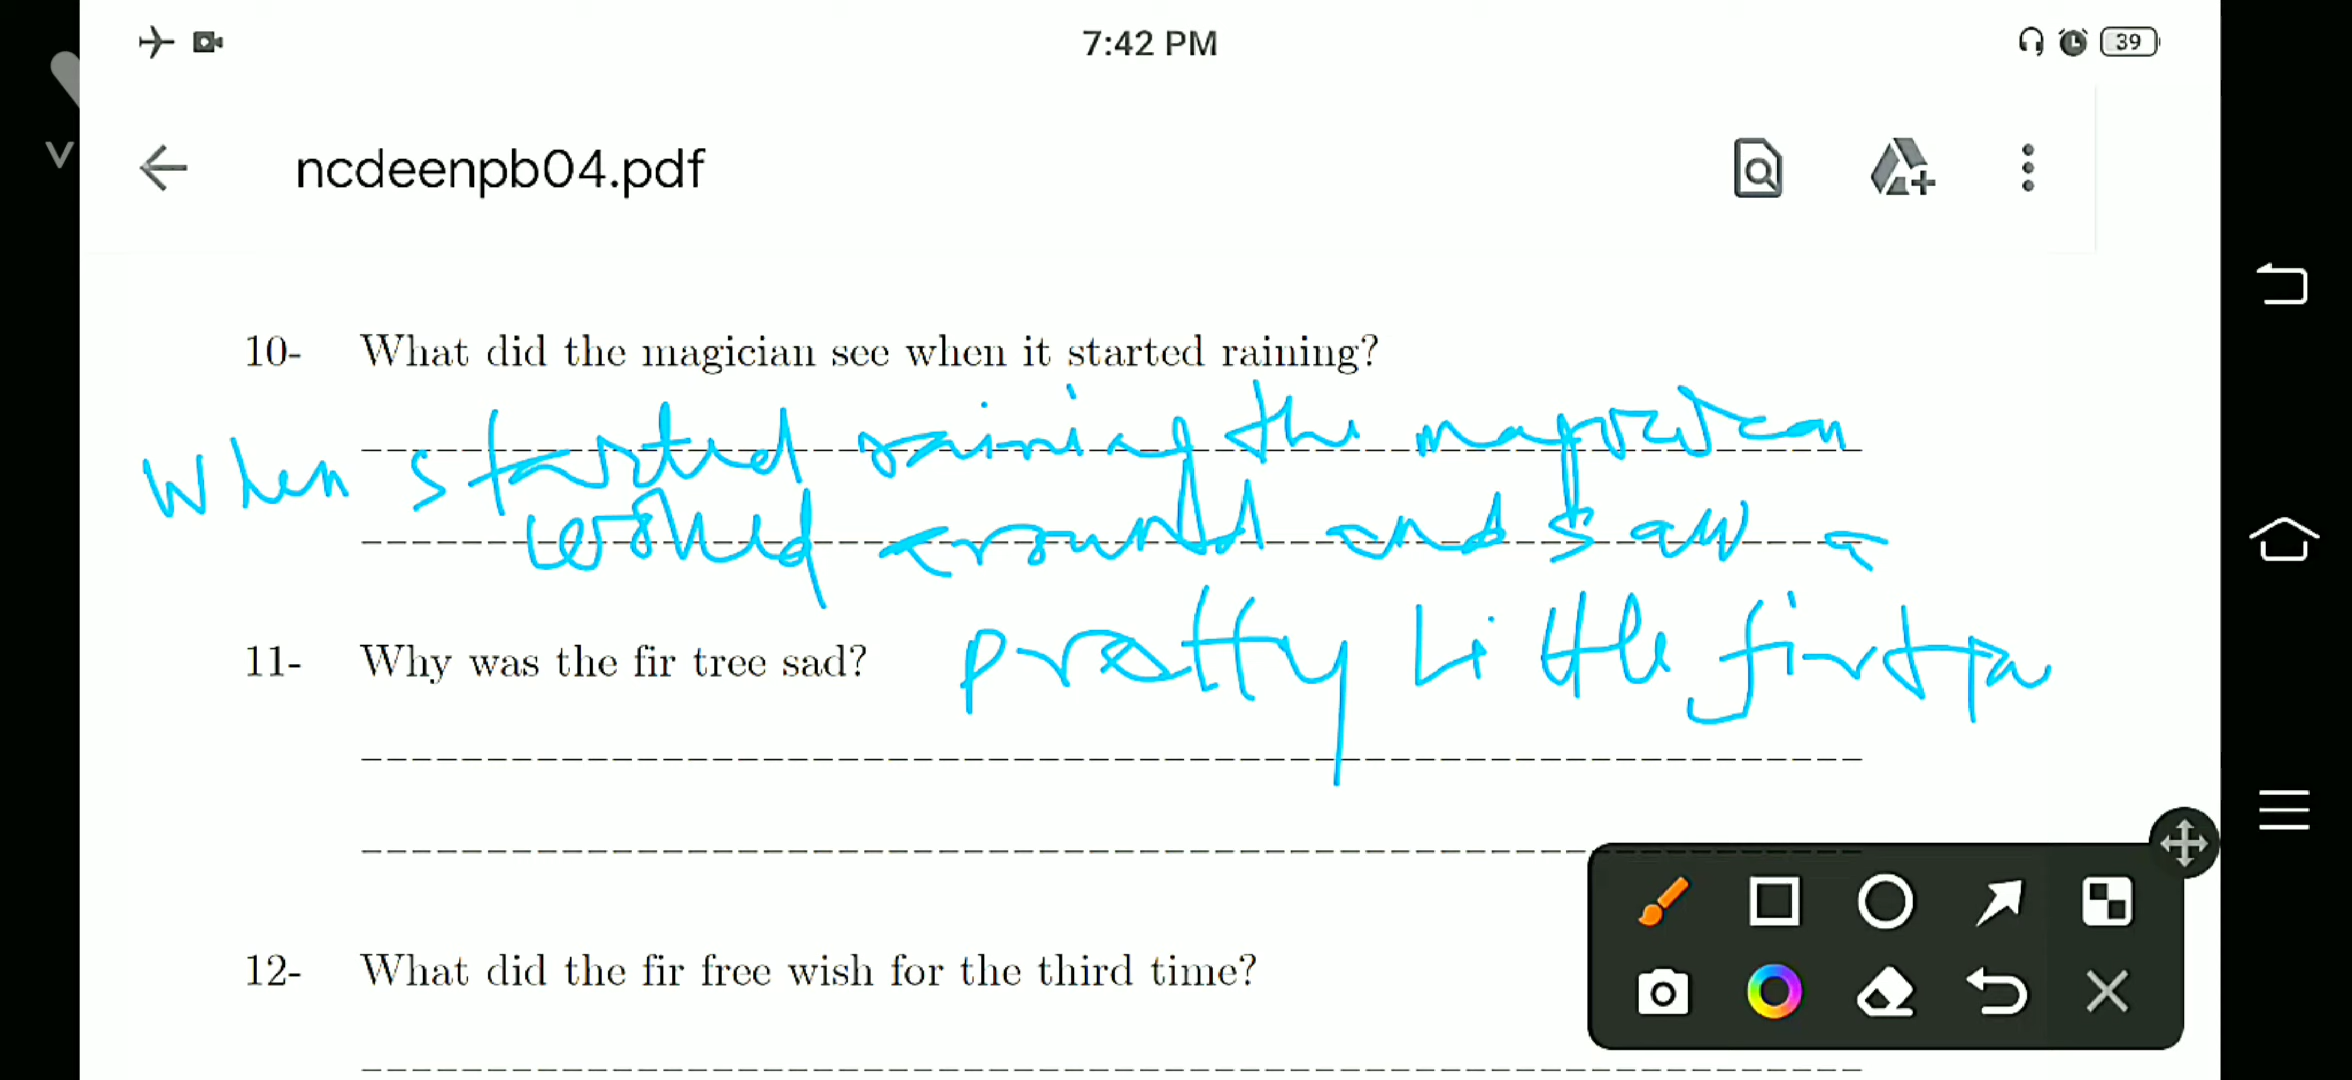 7:42 PM
39
V
ncdeenpb04.pdf
10- What did the magician see when it started raining?
When started raining the magician
looked around and saw a
11- Why was the fir tree sad?
pretty little fir
12- What did the fir free wish for the third time?